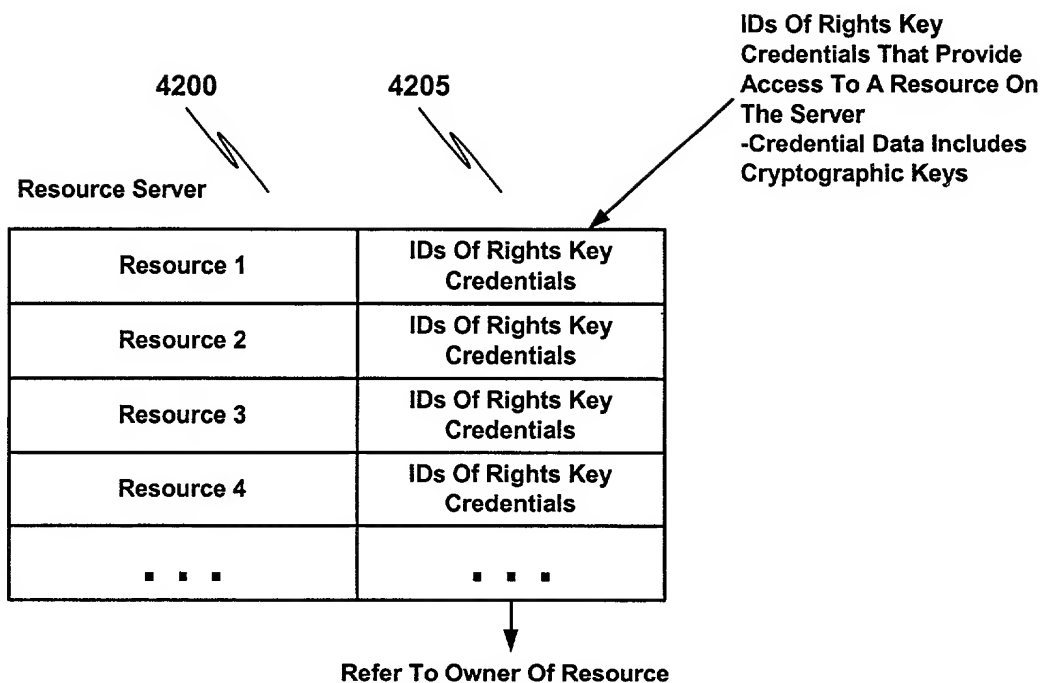 IDs Of Rights Key
Credentials That Provide
Access To A Resource On
The Server
-Credential Data Includes
Cryptographic Keys
4200
4205
Resource Server
Resource 1
IDs Of Rights Key
Credentials
Resource 2
IDs Of Rights Key
Credentials
Resource 3
IDs Of Rights Key
Credentials
Resource 4
IDs Of Rights Key
Credentials
. . .
. . .
Refer To Owner Of Resource